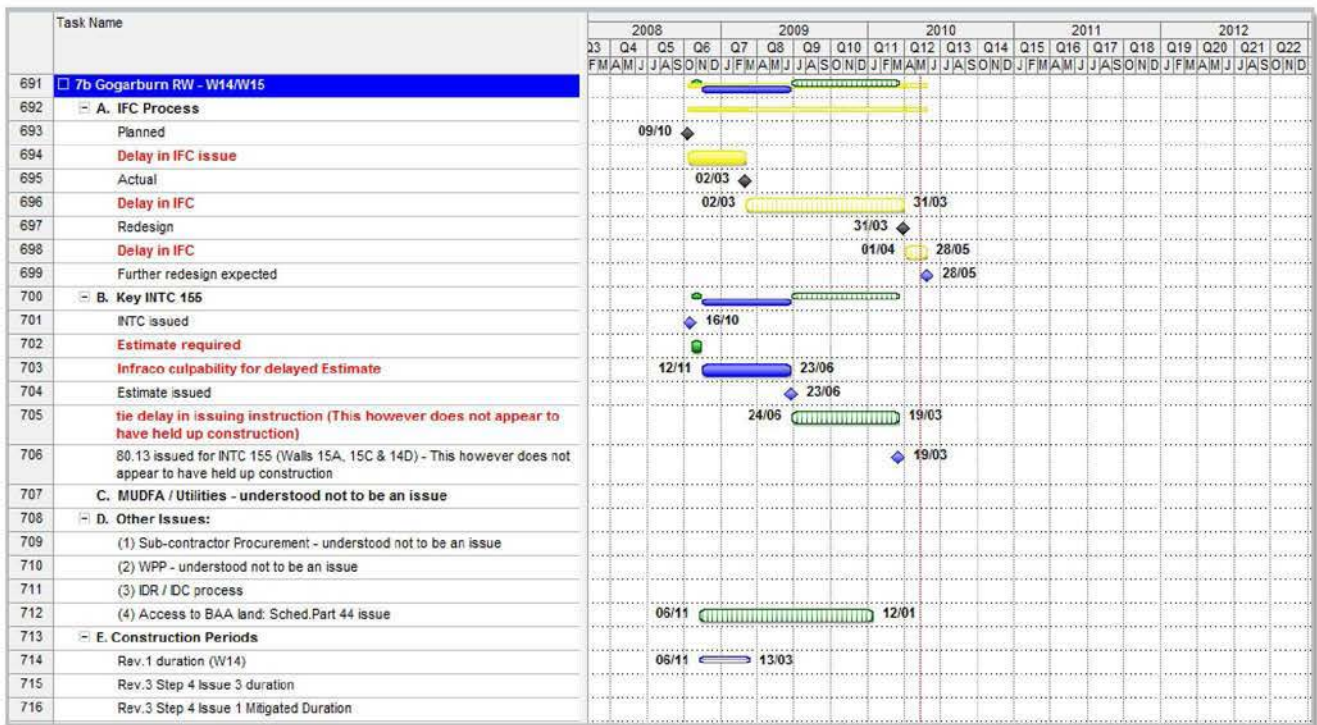 Task Name
2008 2009 2010 2011 2012
Q3 Q4 Q5 Q6 Q7 Q8 Q9 Q10 Q11 Q12 Q13 Q14 Q15 Q16 Q17 Q18 Q19 Q20 Q21 Q22
F M A M J J A S O N D J F M A M J J A S O N D J F M A M J J A S O N D J F M A M J J A S O N D J F M A M J J A S O N D
691 7b Gogarburn RW - W14/W15
692 A. IFC Process
693 Planned 09/10
694 Delay in IFC issue
695 Actual 02/03
696 Delay in IFC 02/03 31/03
697 Redesign 31/03
698 Delay in IFC 01/04 28/05
699 Further redesign expected 28/05
700 B. Key INTC 155
701 INTC issued 16/10
702 Estimate required
703 Infraco culpability for delayed Estimate 12/11 23/06
704 Estimate issued 23/06
705 tie delay in issuing instruction (This however does not appear to 24/06 19/03
have held up construction)
706 80.13 issued for INTC 155 (Walls 15A, 15C & 14D) - This however does not 19/03
appear to have held up construction
707 C. MUDFA / Utilities - understood not to be an issue
708 D. Other Issues:
709 (1) Sub-contractor Procurement - understood not to be an issue
710 (2) WPP - understood not to be an issue
711 (3) IDR / IDC process
712 (4) Access to BAA land: Sched.Part 44 issue 06/11 12/01
713 E. Construction Periods
714 Rev.1 duration (W14) 06/11 13/03
715 Rev.3 Step 4 Issue 3 duration
716 Rev.3 Step 4 Issue 1 Mitigated Duration